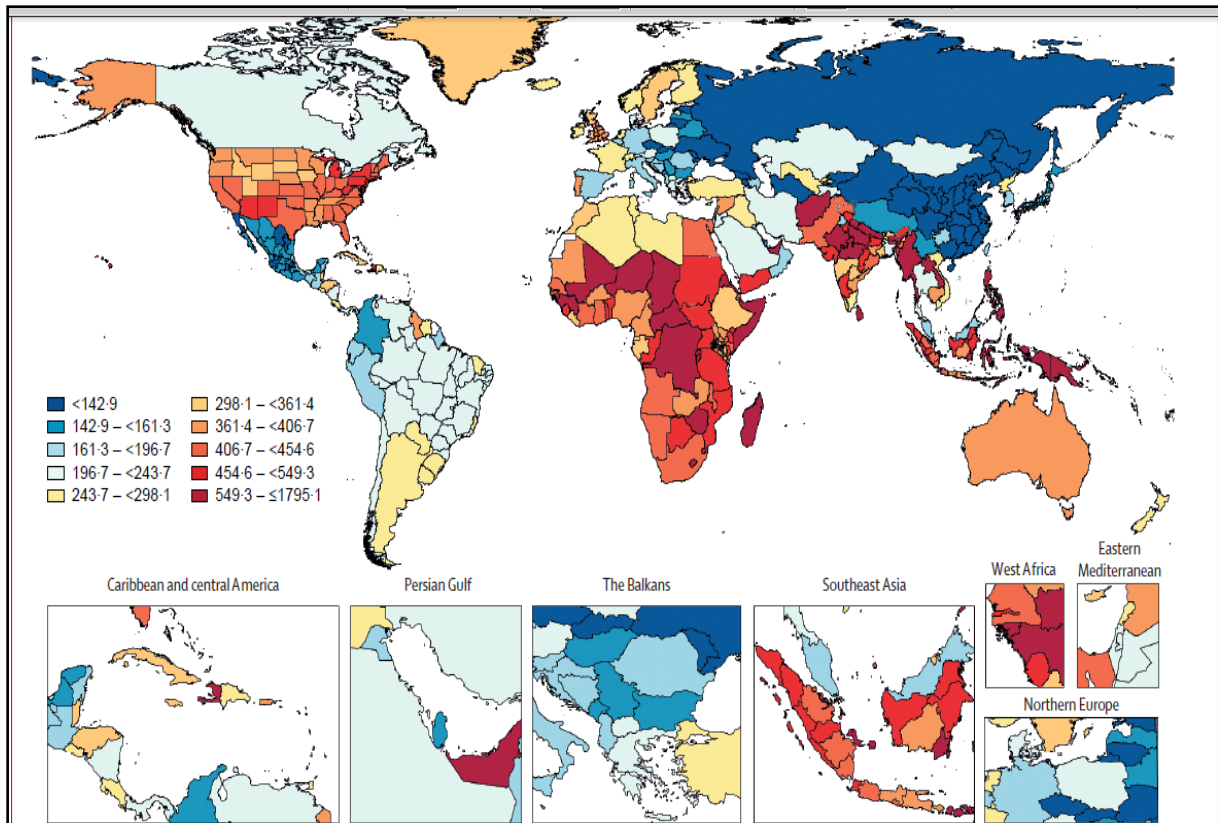 <142·9
142·9 – <161·3
161·3 – <196·7
196·7 – <243·7
243·7 – <298·1
298·1 – <361·4
361·4 – <406·7
406·7 – <454·6
454·6 – <549·3
549·3 – ≤1795·1
Caribbean and central America
Persian Gulf
The Balkans
Southeast Asia
West Africa
Eastern
Mediterranean
Northern Europe